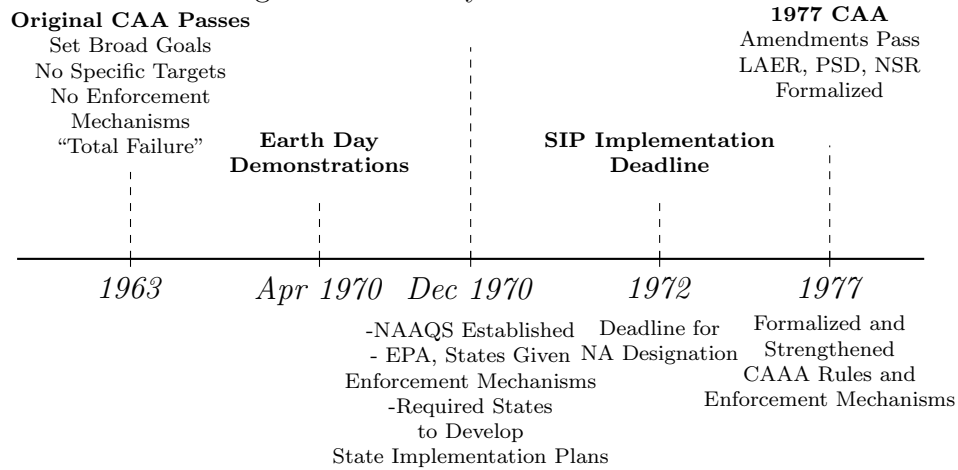 Original CAA Passes
Set Broad Goals
No Specific Targets
No Enforcement
Mechanisms
“Total Failure”
Earth Day
Demonstrations
SIP Implementation
Deadline
1977 CAA
Amendments Pass
LAER, PSD, NSR
Formalized
1963
Apr 1970
Dec 1970
1972
1977
-NAAQS Established
- EPA, States Given
Enforcement Mechanisms
-Required States
to Develop
State Implementation Plans
Deadline for
NA Designation
Formalized and
Strengthened
CAAA Rules and
Enforcement Mechanisms